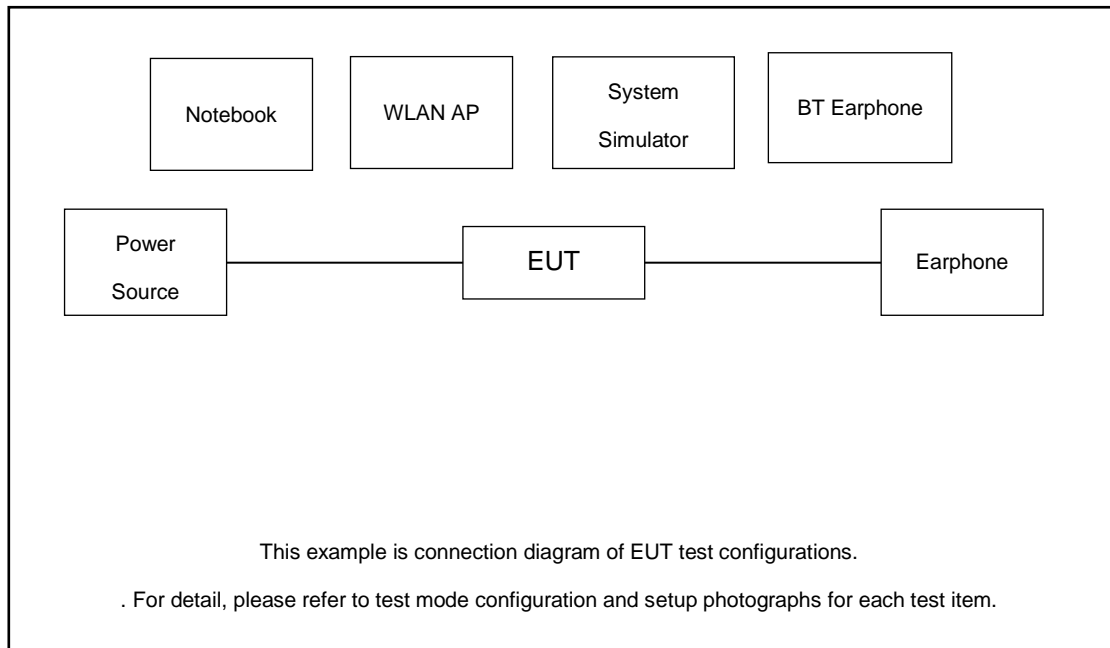 Notebook
WLAN AP
System
Simulator
BT Earphone
Power
Source
EUT
Earphone
This example is connection diagram of EUT test configurations.
. For detail, please refer to test mode configuration and setup photographs for each test item.